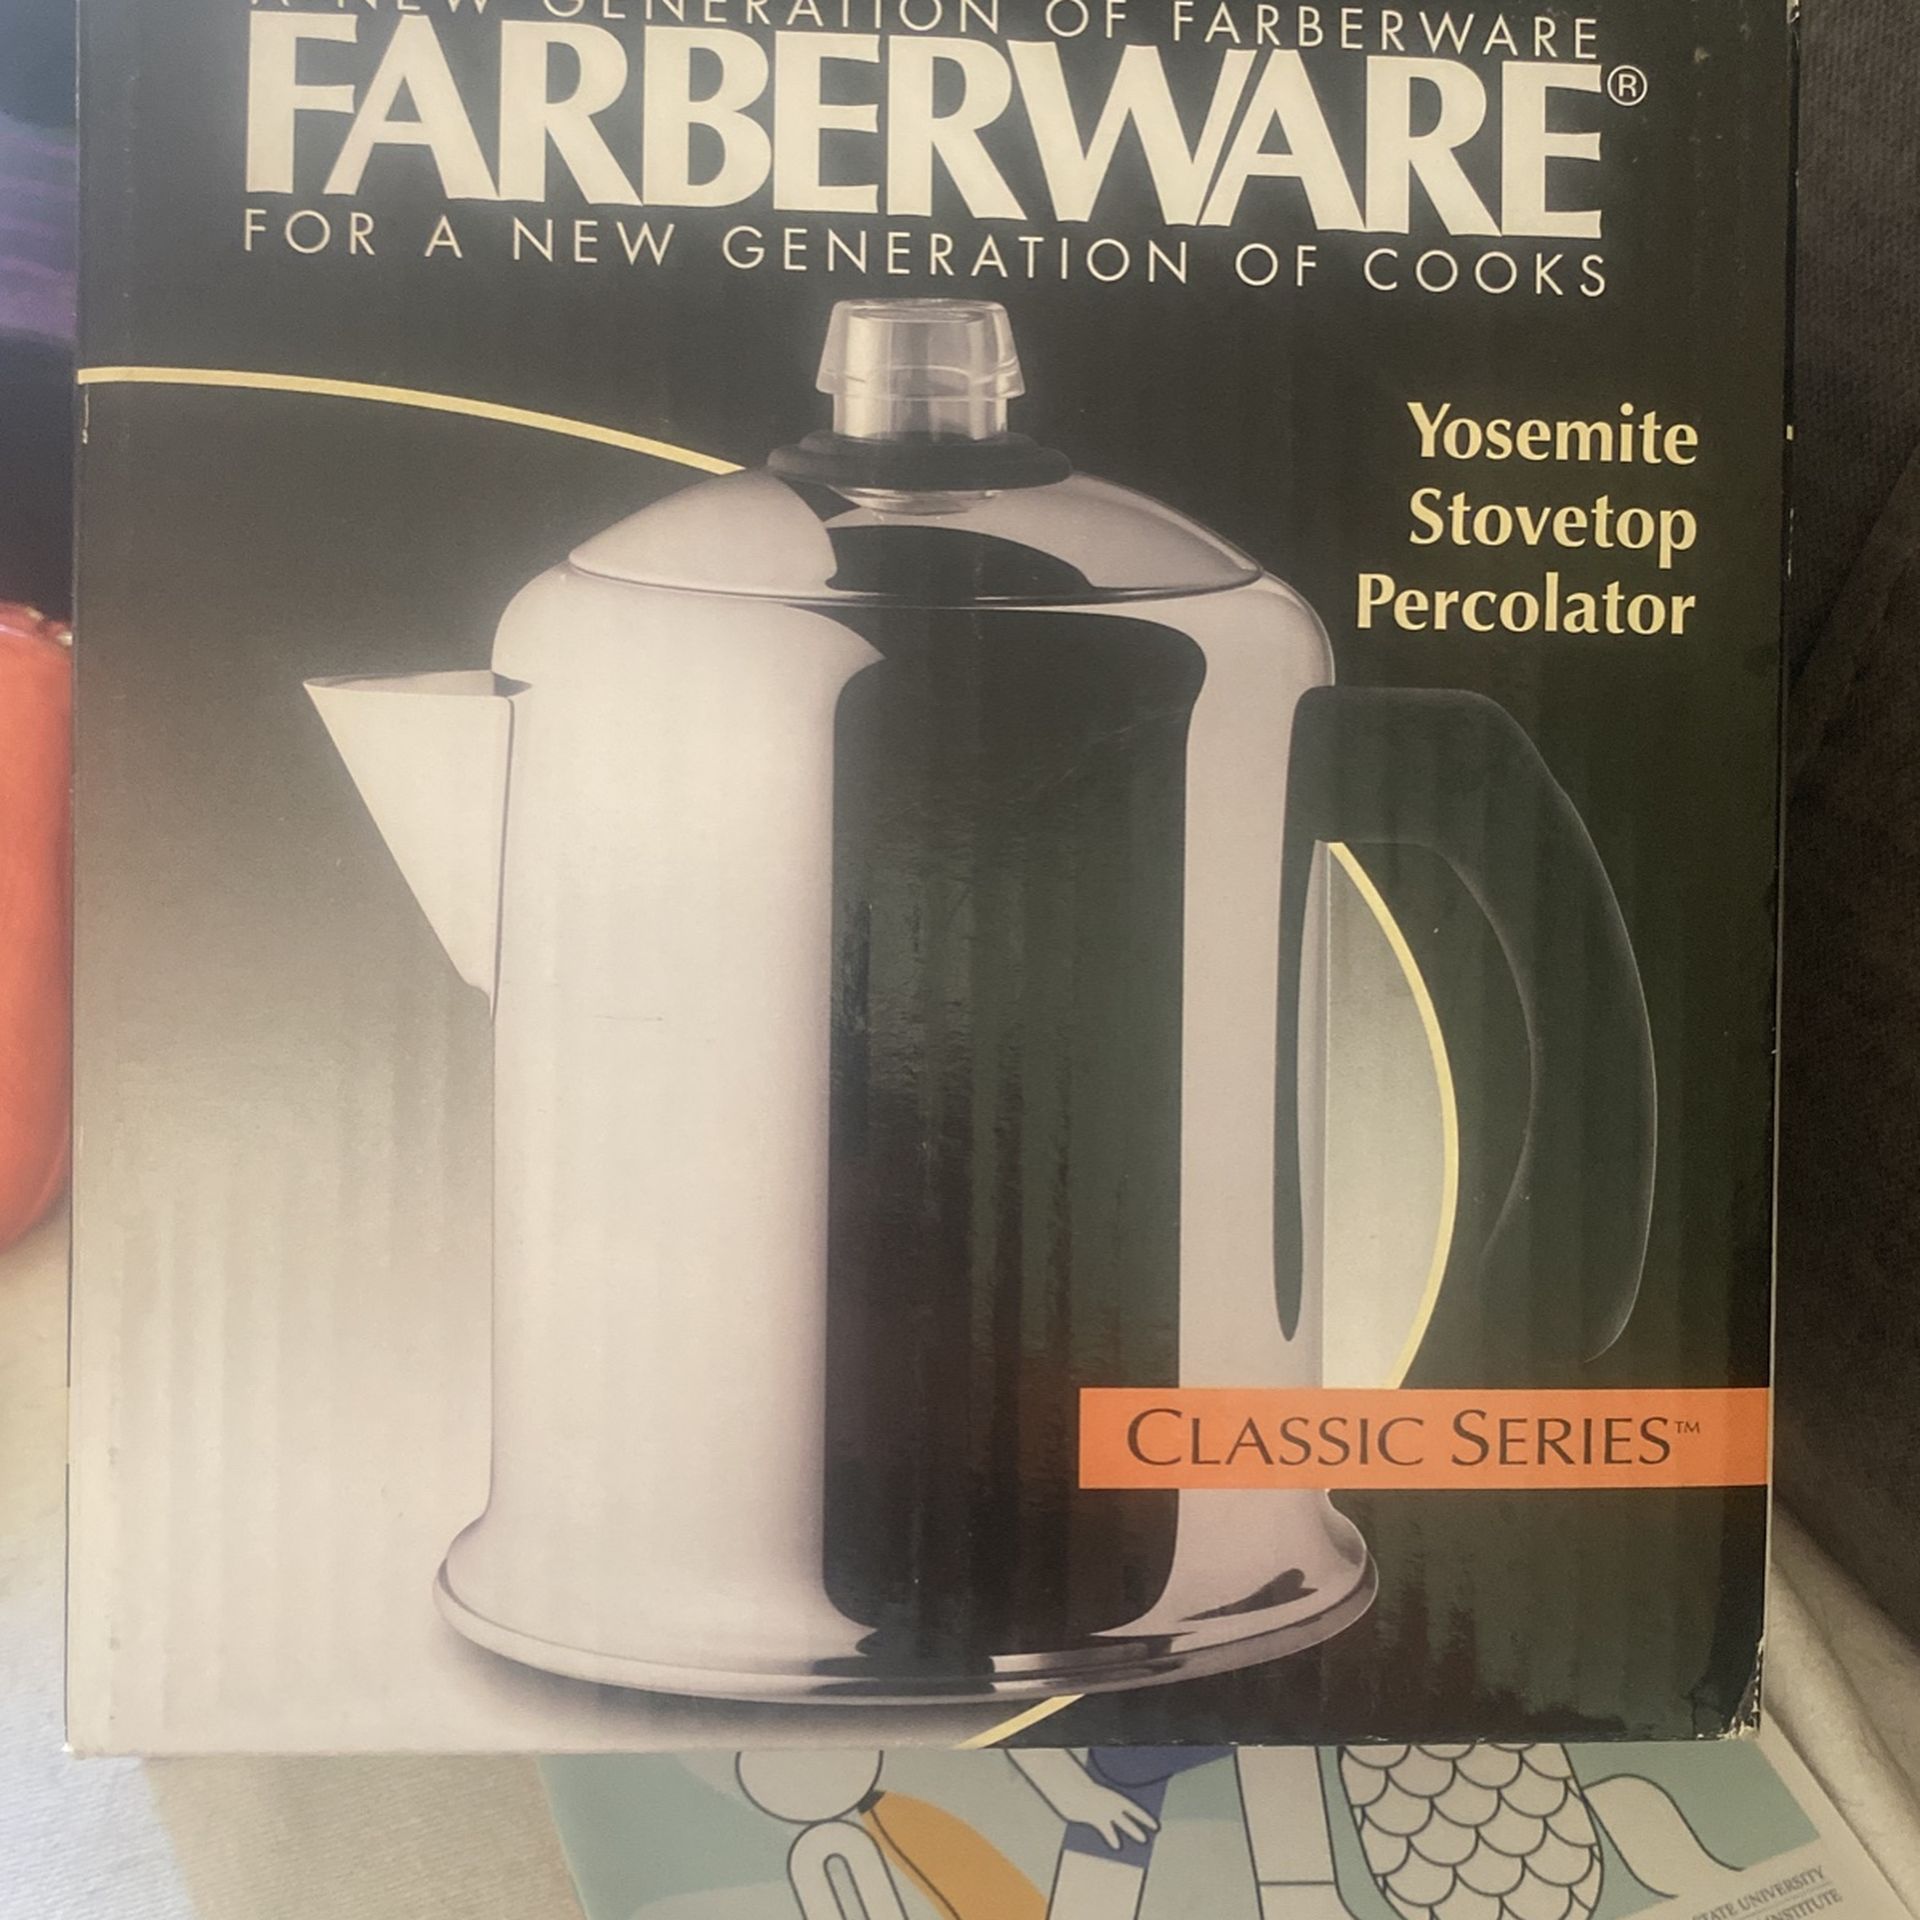 A NEW GENERATION OF FARBERWARE
FARBERWARE®
FOR A NEW GENERATION OF COOKS
Yosemite
Stovetop
Percolator
CLASSIC SERIES™
STATE UNIVERSITY
INSTITUTE